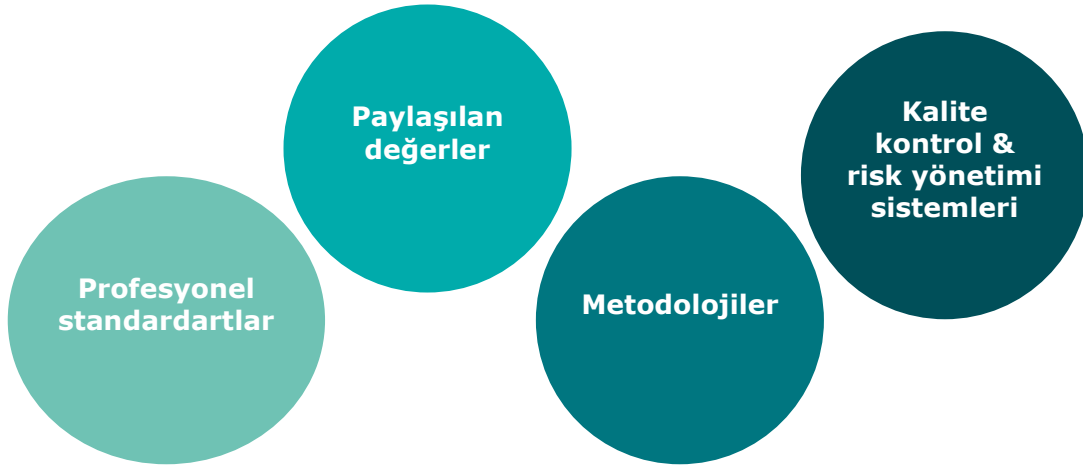 Profesyonel
standardartlar
Paylaşılan
değerler
Metodolojiler
Kalite
kontrol &
risk yönetimi
sistemleri